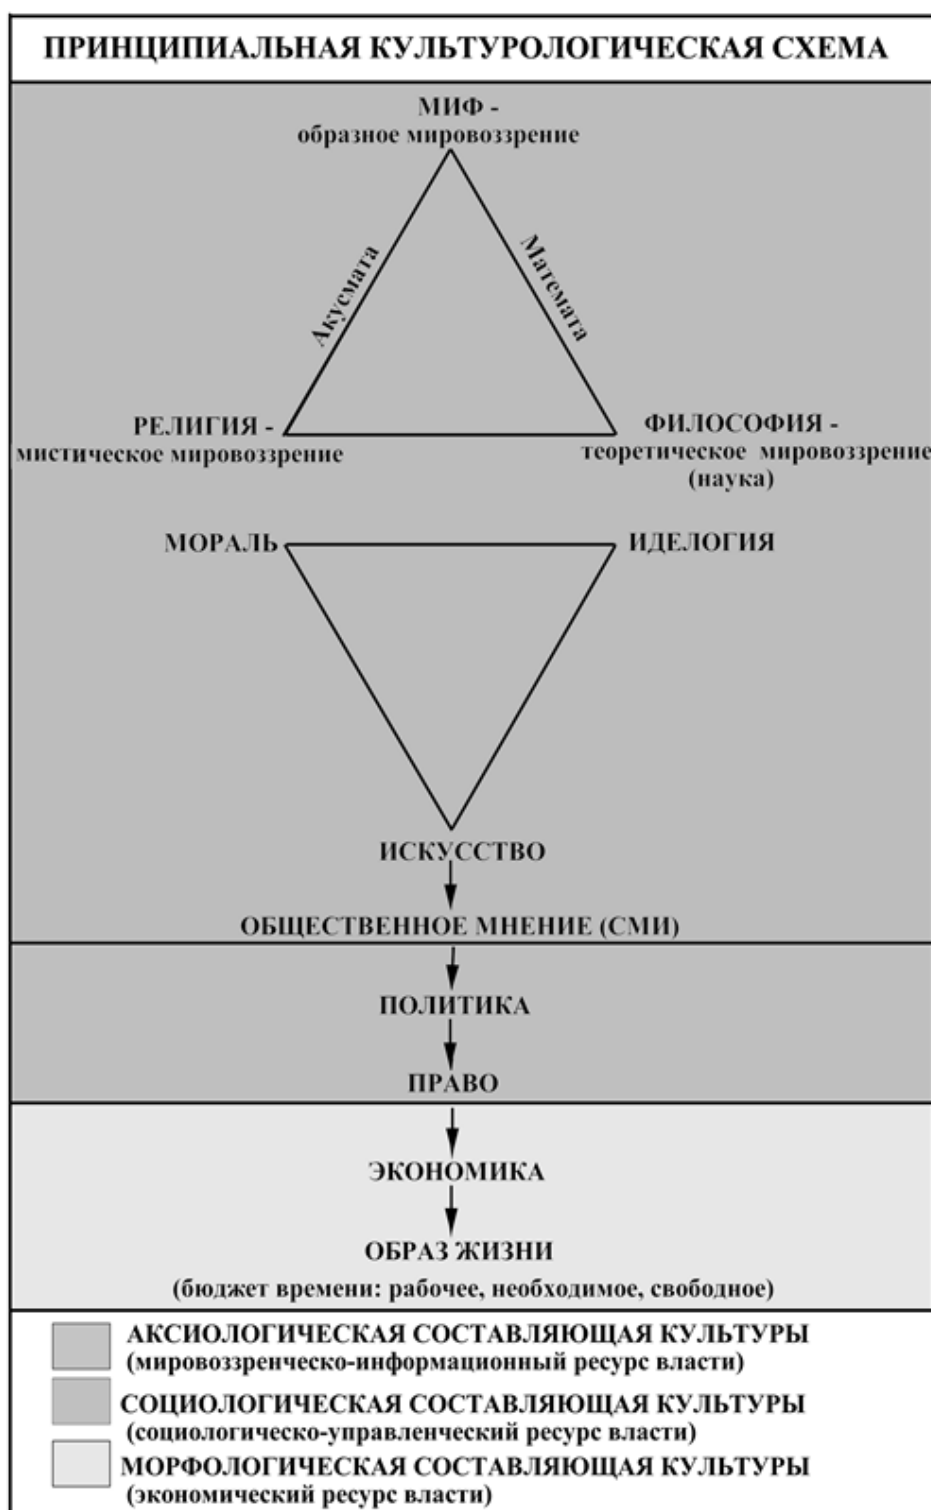 ПРИНЦИПИАЛЬНАЯ КУЛЬТУРОЛОГИЧЕСКАЯ СХЕМА
МИФ -
образное мировоззрение
Акусмата
Математа
РЕЛИГИЯ -
мистическое мировоззрение
ФИЛОСОФИЯ -
теоретическое мировоззрение
(наука)
МОРАЛЬ
ИДЕЛОГИЯ
ИСКУССТВО
ОБЩЕСТВЕННОЕ МНЕНИЕ (СМИ)
ПОЛИТИКА
ПРАВО
ЭКОНОМИКА
ОБРАЗ ЖИЗНИ
(бюджет времени: рабочее, необходимое, свободное)
АКСИОЛОГИЧЕСКАЯ СОСТАВЛЯЮЩАЯ КУЛЬТУРЫ
(мировоззренческо-информационный ресурс власти)
СОЦИОЛОГИЧЕСКАЯ СОСТАВЛЯЮЩАЯ КУЛЬТУРЫ
(социологическо-управленческий ресурс власти)
МОРФОЛОГИЧЕСКАЯ СОСТАВЛЯЮЩАЯ КУЛЬТУРЫ
(экономический ресурс власти)